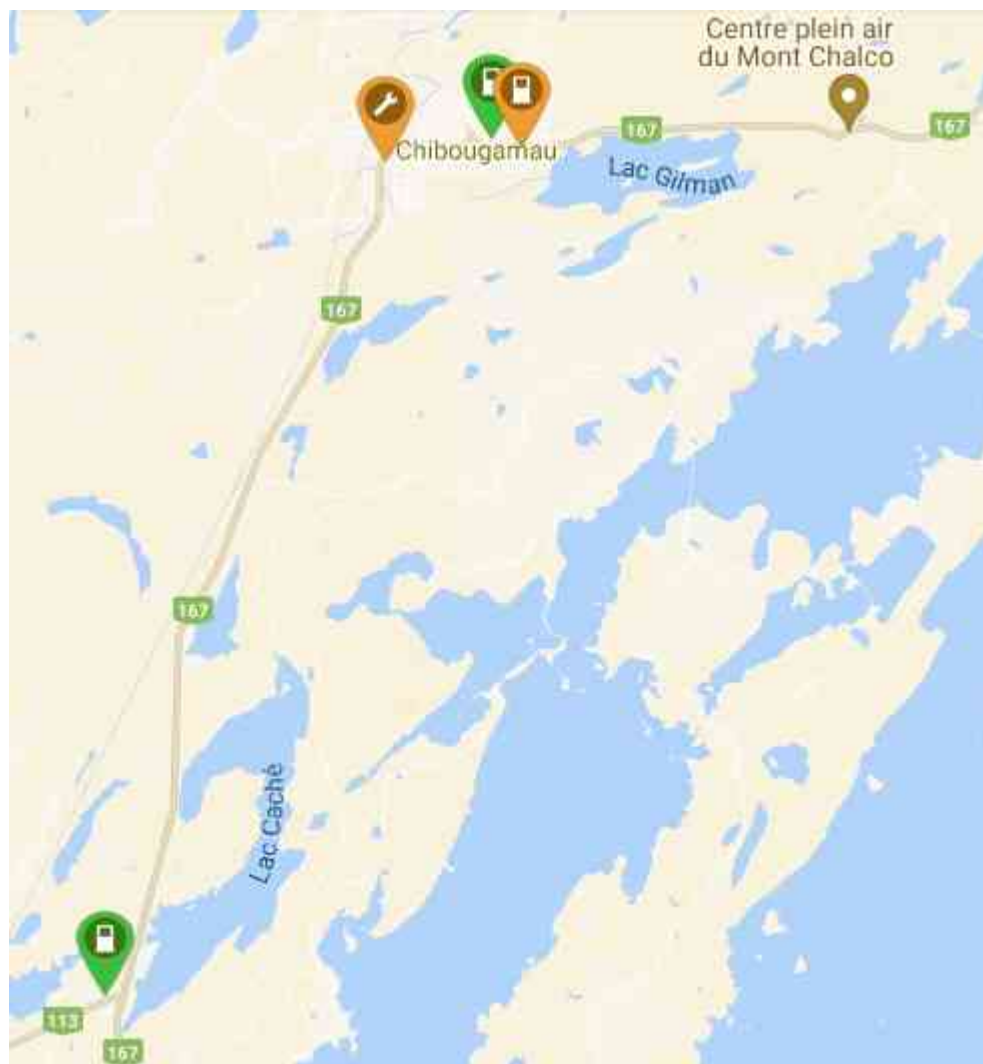 Centre plein air
du Mont Chalco
167
167
Chibougamau
Lac Gilman
167
167
Lac Caché
113
167